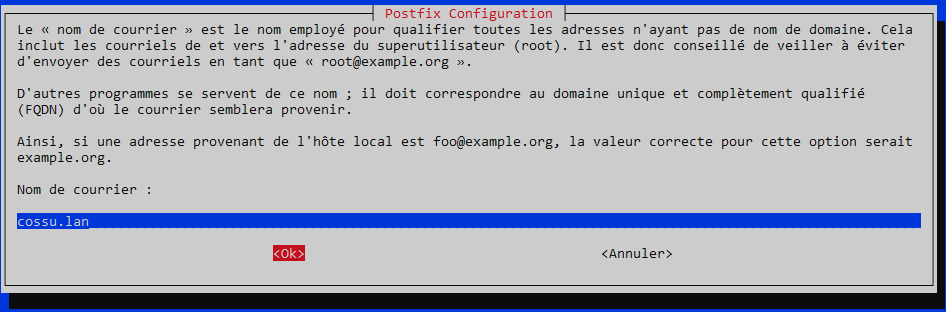 Postfix Configuration
Le « nom de courrier » est le nom employé pour qualifier toutes les adresses n'ayant pas de nom de domaine. Cela
inclut les courriels de et vers l'adresse du superutilisateur (root). Il est donc conseillé de veiller à éviter
d'envoyer des courriels en tant que « root@example.org ».
D'autres programmes se servent de ce nom ; il doit correspondre au domaine unique et complètement qualifié
(FQDN) d'où le courrier semblera provenir.
Ainsi, si une adresse provenant de l'hôte local est foo@example.org, la valeur correcte pour cette option serait
example.org.
Nom de courrier :
cossu.lan
<Ok> <Annuler>